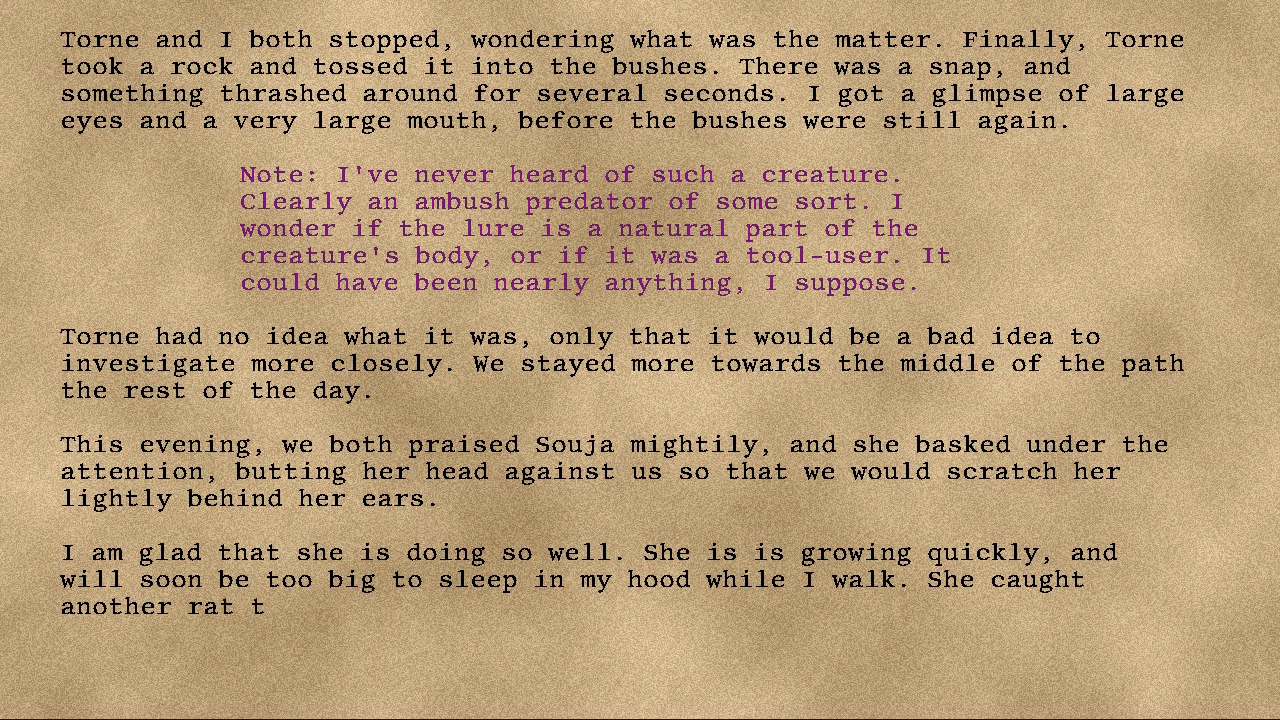 Torne and I both stopped, wondering what was the matter. Finally, Torne
took a rock and tossed it into the bushes. There was a snap, and
something thrashed around for several seconds. I got a glimpse of large
eyes and a very large mouth, before the bushes were still again.
Note: I've never heard of such a creature.
Clearly an ambush predator of some sort. I
wonder if the lure is a natural part of the
creature's body, or if it was a tool-user. It
could have been nearly anything, I suppose.
Torne had no idea what it was, only that it would be a bad idea to
investigate more closely. We stayed more towards the middle of the path
the rest of the day.
This evening, we both praised Souja mightily, and she basked under the
attention, butting her head against us so that we would scratch her
lightly behind her ears.
I am glad that she is doing so well. She is is growing quickly, and
will soon be too big to sleep in my hood while I walk. She caught
another rat t